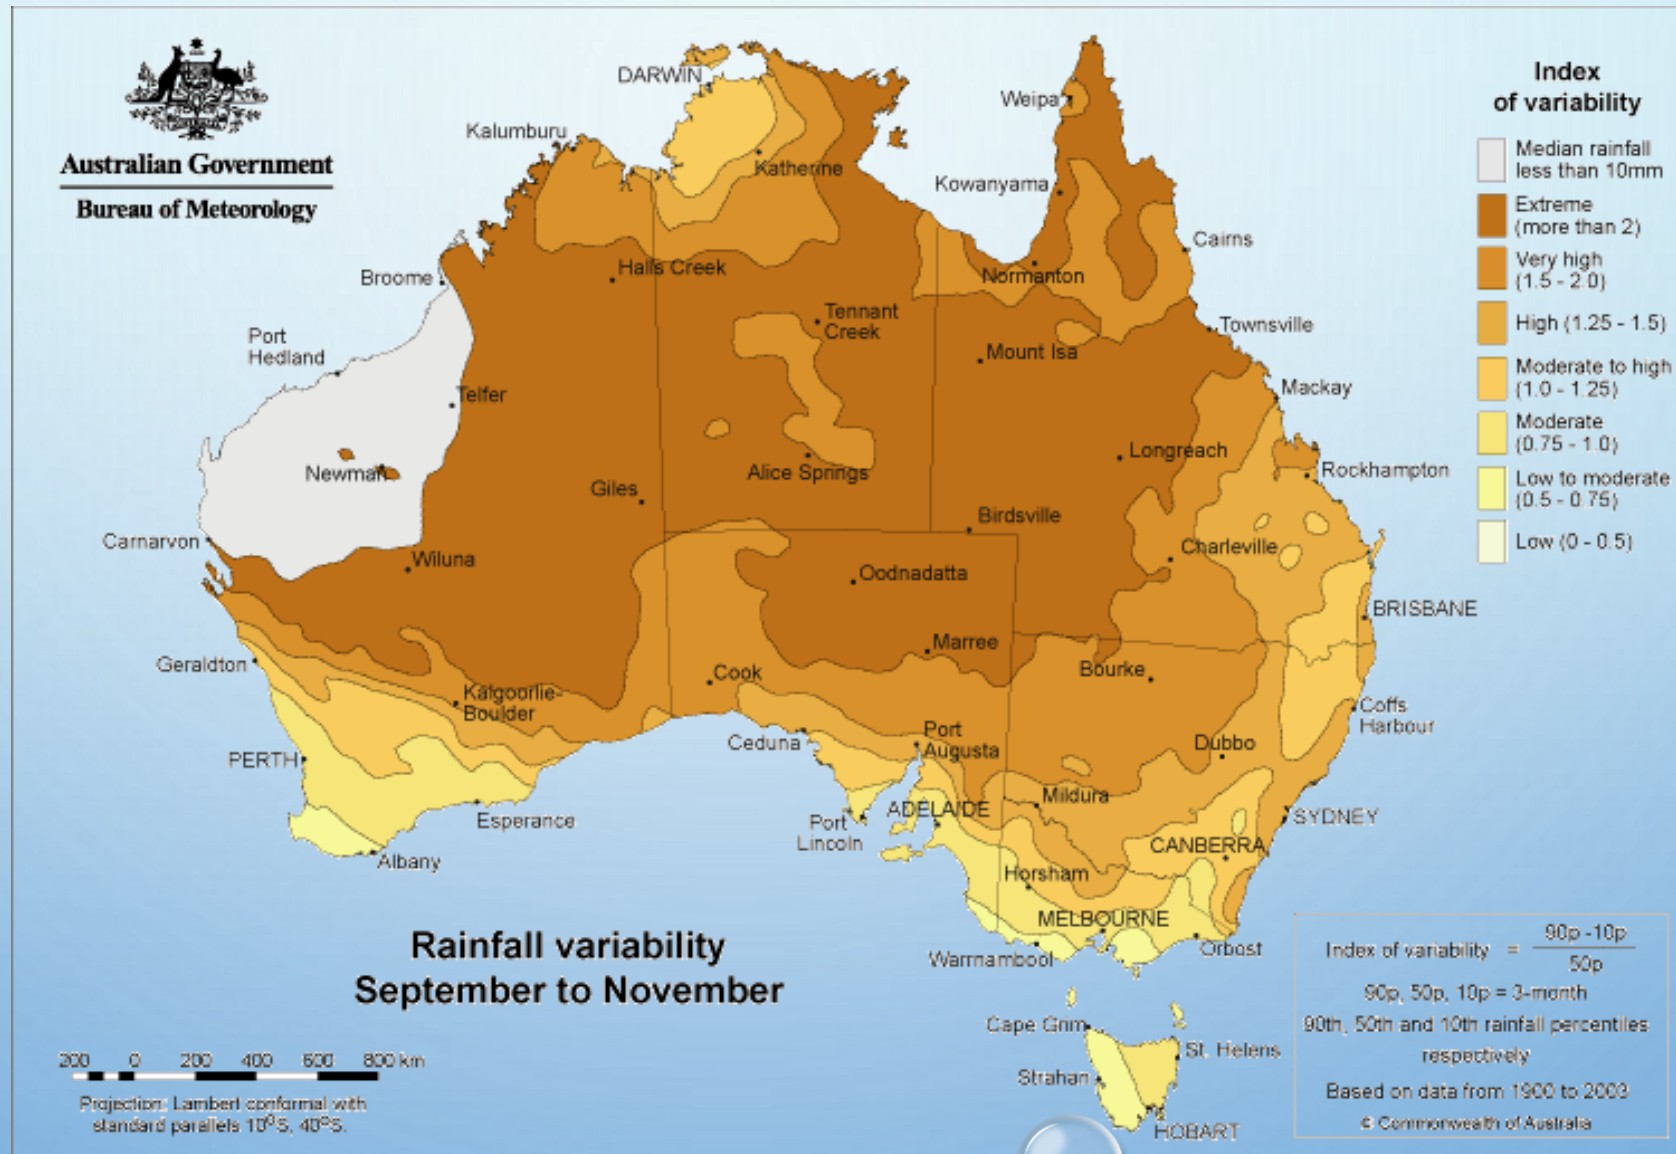 Australian Government
Bureau of Meteorology
Index
of variability
Median rainfall
less than 10mm
Extreme
(more than 2)
Very high
(1.5 - 2.0)
High (1.25 - 1.5)
Moderate to high
(1.0 - 1.25)
Moderate
(0.75 - 1.0)
Low to moderate
(0.5 - 0.75)
Low (0 - 0.5)
DARWIN
Weipa
Kalumburu
Katherine
Kowanyama
Cairns
Broome
Halls Creek
Normanton
Tennant
Creek
Townsville
Port
Hedland
Mount Isa
Telfer
Mackay
Newman
Alice Springs
Longreach
Rockhampton
Giles
Birdsville
Carnarvon
Wiluna
Oodnadatta
Charleville
BRISBANE
Marree
Geraldton
Cook
Bourke
Kalgoorlie-
Boulder
Coffs
Harbour
PERTH
Ceduna
Port
Augusta
Dubbo
Mildura
ADELAIDE
SYDNEY
Esperance
Port
Lincoln
CANBERRA
Albany
Horsham
MELBOURNE
Warrnambool
Orbost
Cape Grim
St. Helens
Strahan
HOBART
Rainfall variability
September to November
200 0 200 400 600 800 km
Projection: Lambert conformal with
standard parallels 10ºS, 40ºS.
Index of variability = 90p -10p
50p
90p, 50p, 10p = 3-month
90th, 50th and 10th rainfall percentiles
respectively
Based on data from 1900 to 2003
© Commonwealth of Australia